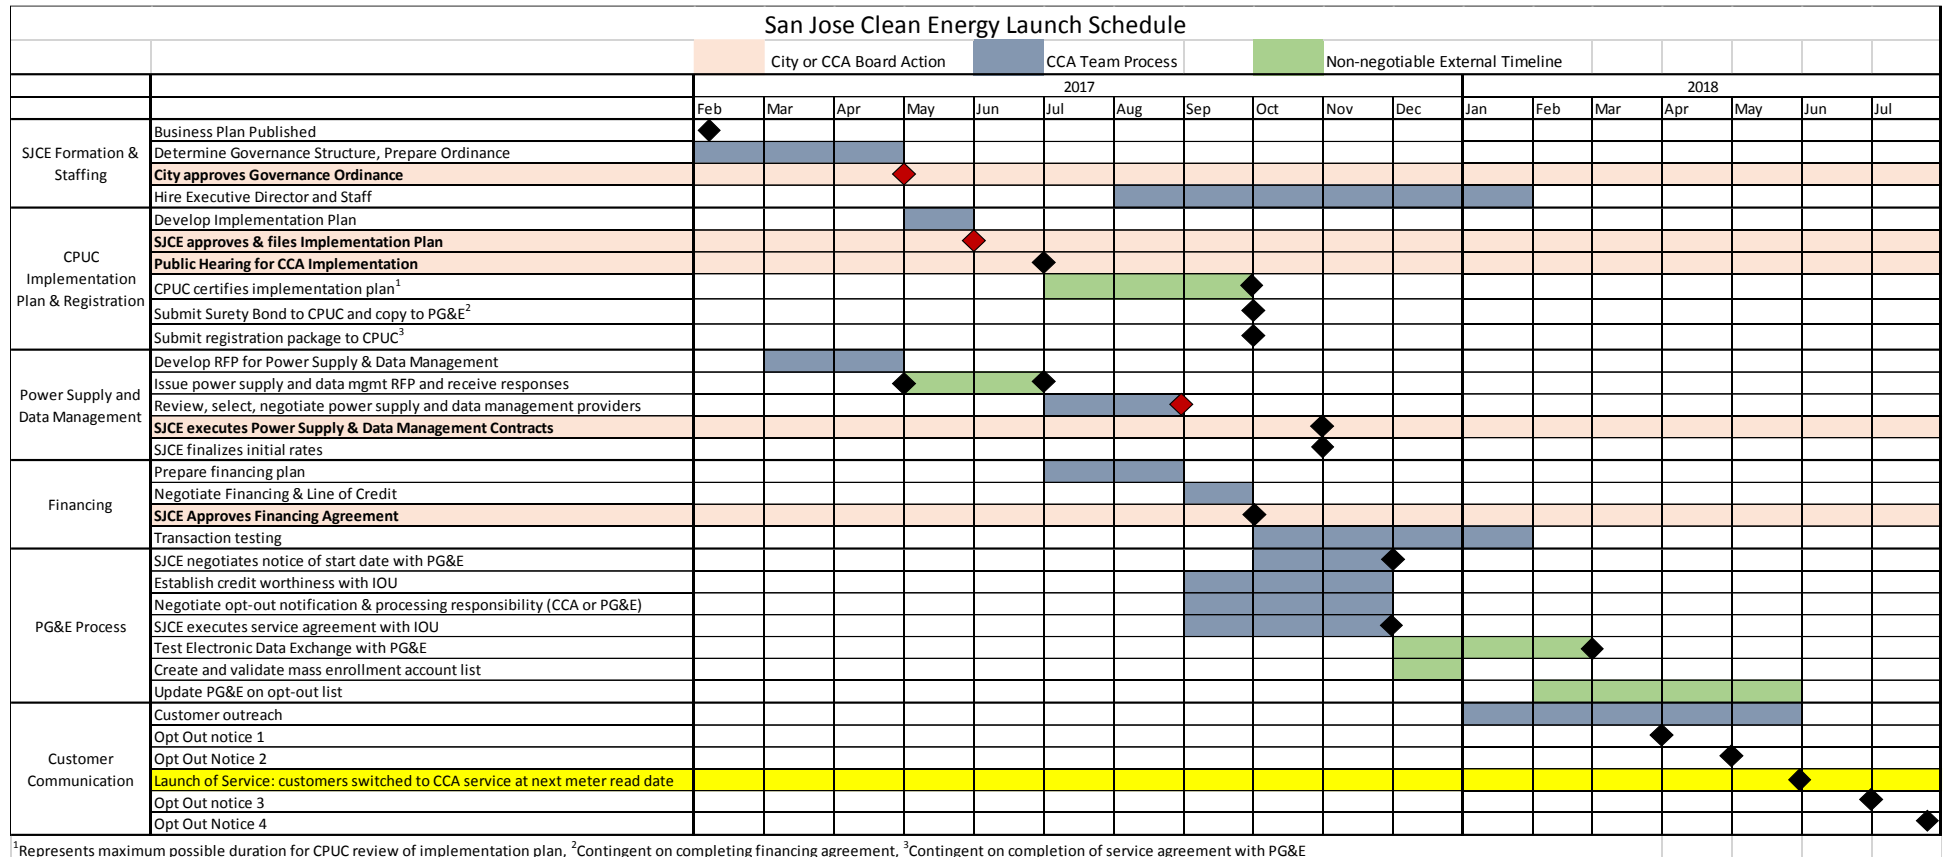 San Jose Clean Energy Launch Schedule
City or CCA Board Action CCA Team Process Non-negotiable External Timeline
2017 2018
Feb Mar Apr May Jun Jul Aug Sep Oct Nov Dec Jan Feb Mar Apr May Jun Jul
SJCE Formation & Staffing
Business Plan Published
Determine Governance Structure, Prepare Ordinance
City approves Governance Ordinance
Hire Executive Director and Staff
CPUC Implementation Plan & Registration
Develop Implementation Plan
SJCE approves & files Implementation Plan
Public Hearing for CCA Implementation
CPUC certifies implementation plan¹
Submit Surety Bond to CPUC and copy to PG&E²
Submit registration package to CPUC³
Power Supply and Data Management
Develop RFP for Power Supply & Data Management
Issue power supply and data mgmt RFP and receive responses
Review, select, negotiate power supply and data management providers
SJCE executes Power Supply & Data Management Contracts
SJCE finalizes initial rates
Financing
Prepare financing plan
Negotiate Financing & Line of Credit
SJCE Approves Financing Agreement
Transaction testing
PG&E Process
SJCE negotiates notice of start date with PG&E
Establish credit worthiness with IOU
Negotiate opt-out notification & processing responsibility (CCA or PG&E)
SJCE executes service agreement with IOU
Test Electronic Data Exchange with PG&E
Create and validate mass enrollment account list
Update PG&E on opt-out list
Customer Communication
Customer outreach
Opt Out notice 1
Opt Out Notice 2
Launch of Service: customers switched to CCA service at next meter read date
Opt Out notice 3
Opt Out Notice 4
¹Represents maximum possible duration for CPUC review of implementation plan, ²Contingent on completing financing agreement, ³Contingent on completion of service agreement with PG&E